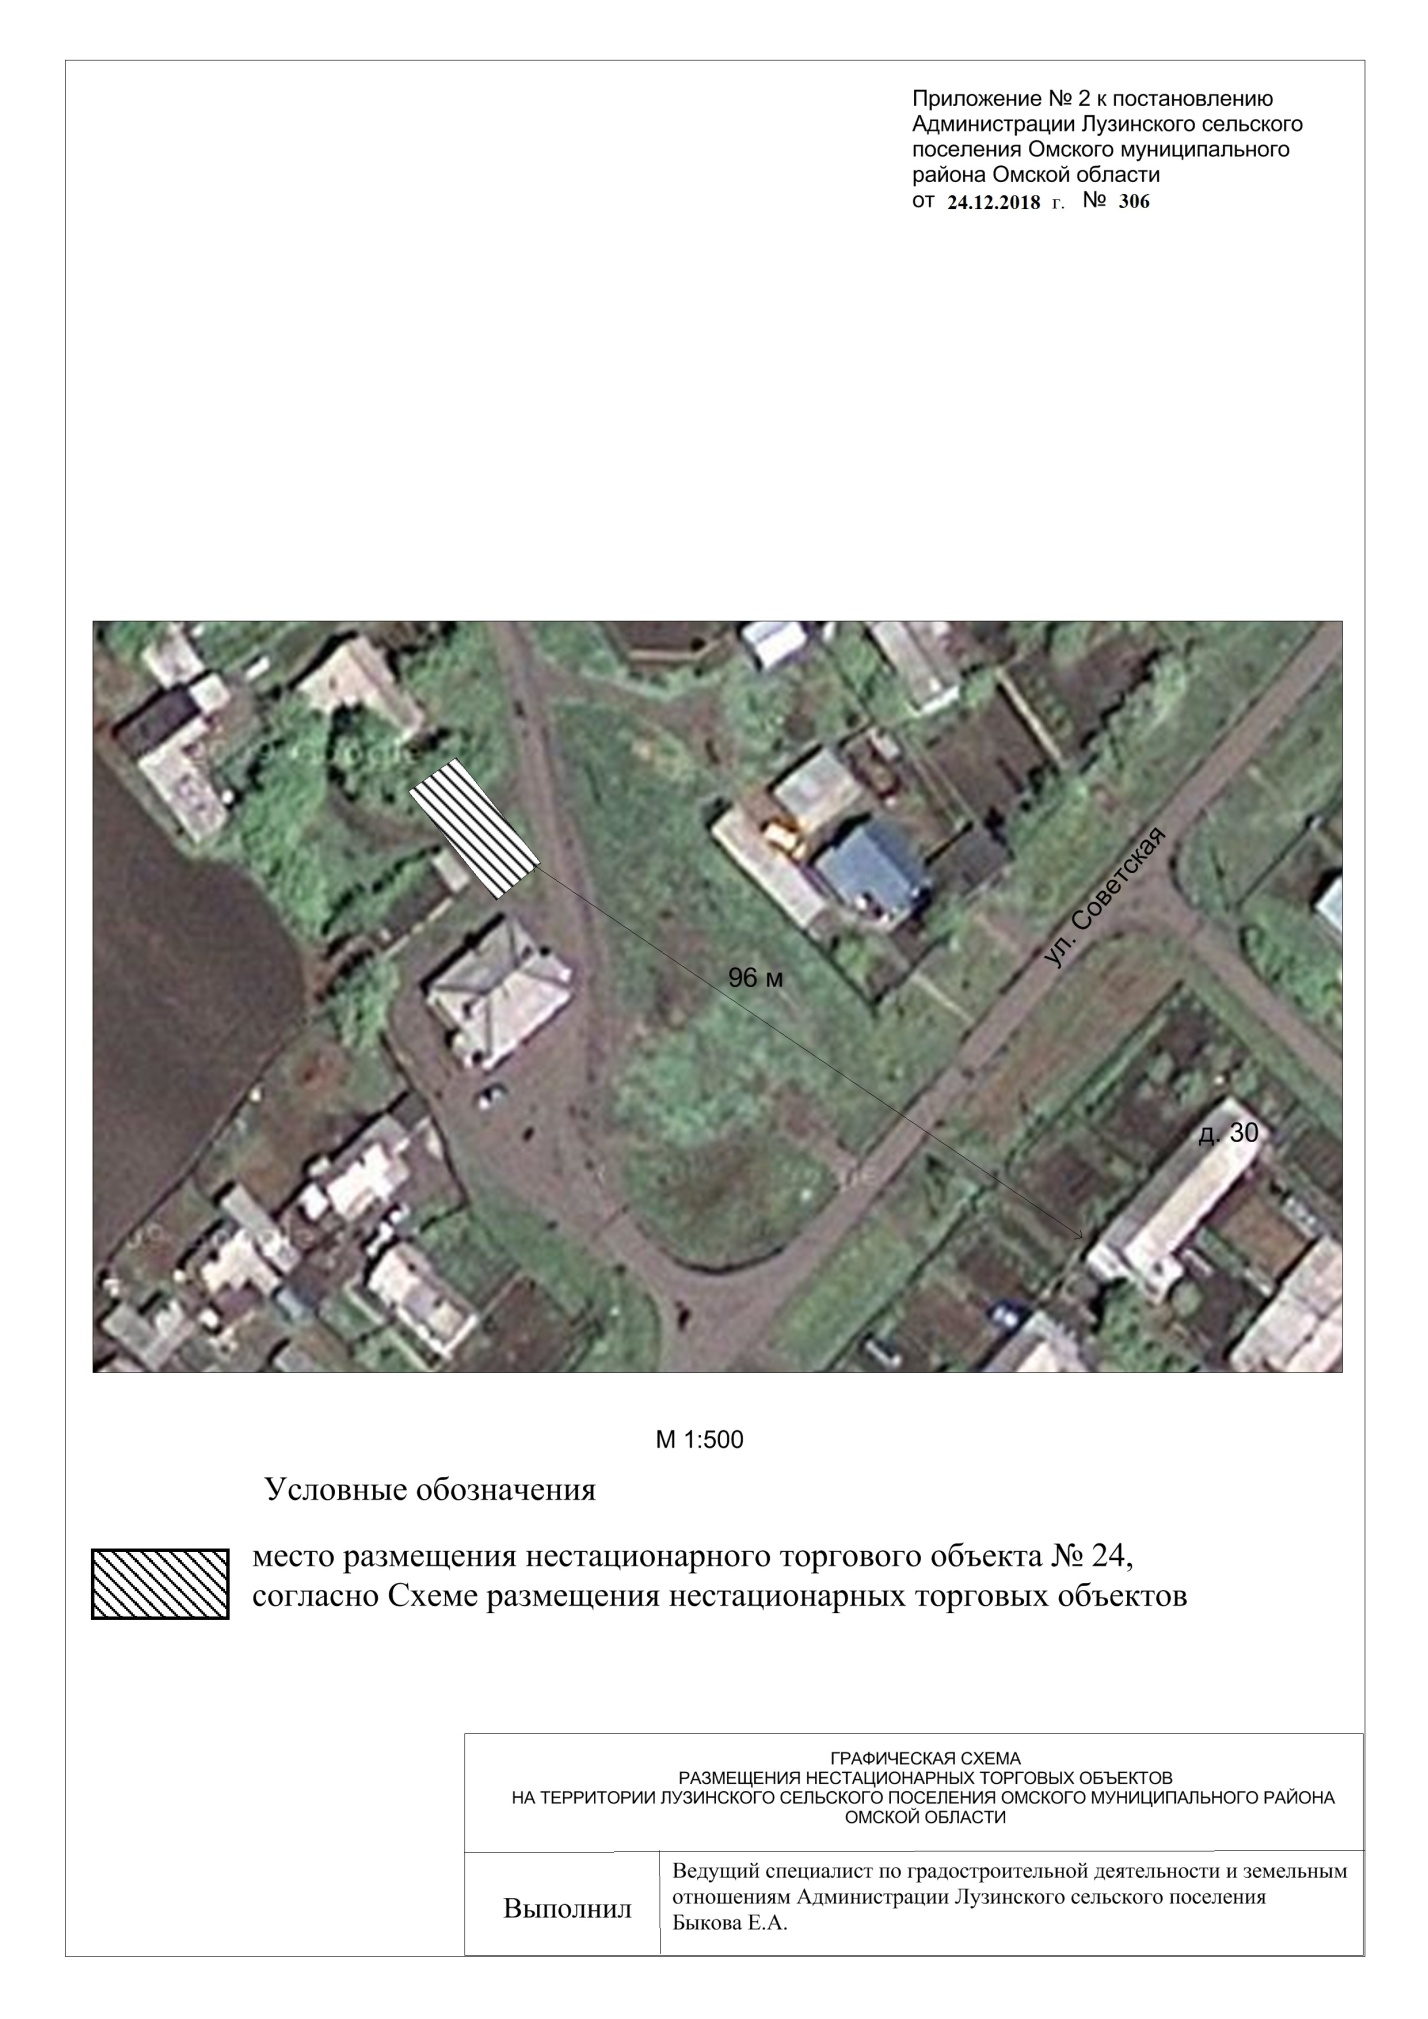 Приложение № 2 к постановлению
Администрации Лузинского сельского
поселения Омского муниципального
района Омской области
от 24.12.2018 г. № 306
ул. Советская
96 м
д. 30
М 1:500
Условные обозначения
место размещения нестационарного торгового объекта № 24,
согласно Схеме размещения нестационарных торговых объектов
ГРАФИЧЕСКАЯ СХЕМА
РАЗМЕЩЕНИЯ НЕСТАЦИОНАРНЫХ ТОРГОВЫХ ОБЪЕКТОВ
НА ТЕРРИТОРИИ ЛУЗИНСКОГО СЕЛЬСКОГО ПОСЕЛЕНИЯ ОМСКОГО МУНИЦИПАЛЬНОГО РАЙОНА
ОМСКОЙ ОБЛАСТИ
Выполнил
Ведущий специалист по градостроительной деятельности и земельным
отношениям Администрации Лузинского сельского поселения
Быкова Е.А.